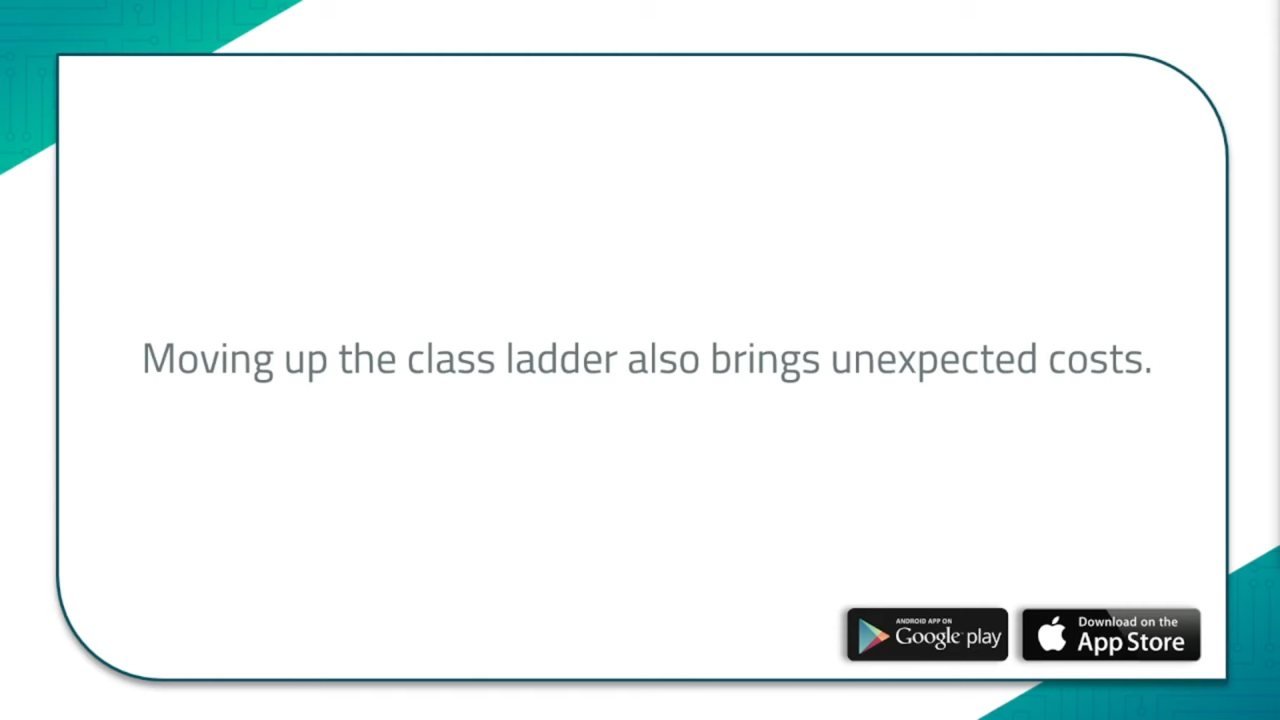 Moving up the class ladder also brings unexpected costs.
ANDROID APP ON
Google play
Download on the
App Store